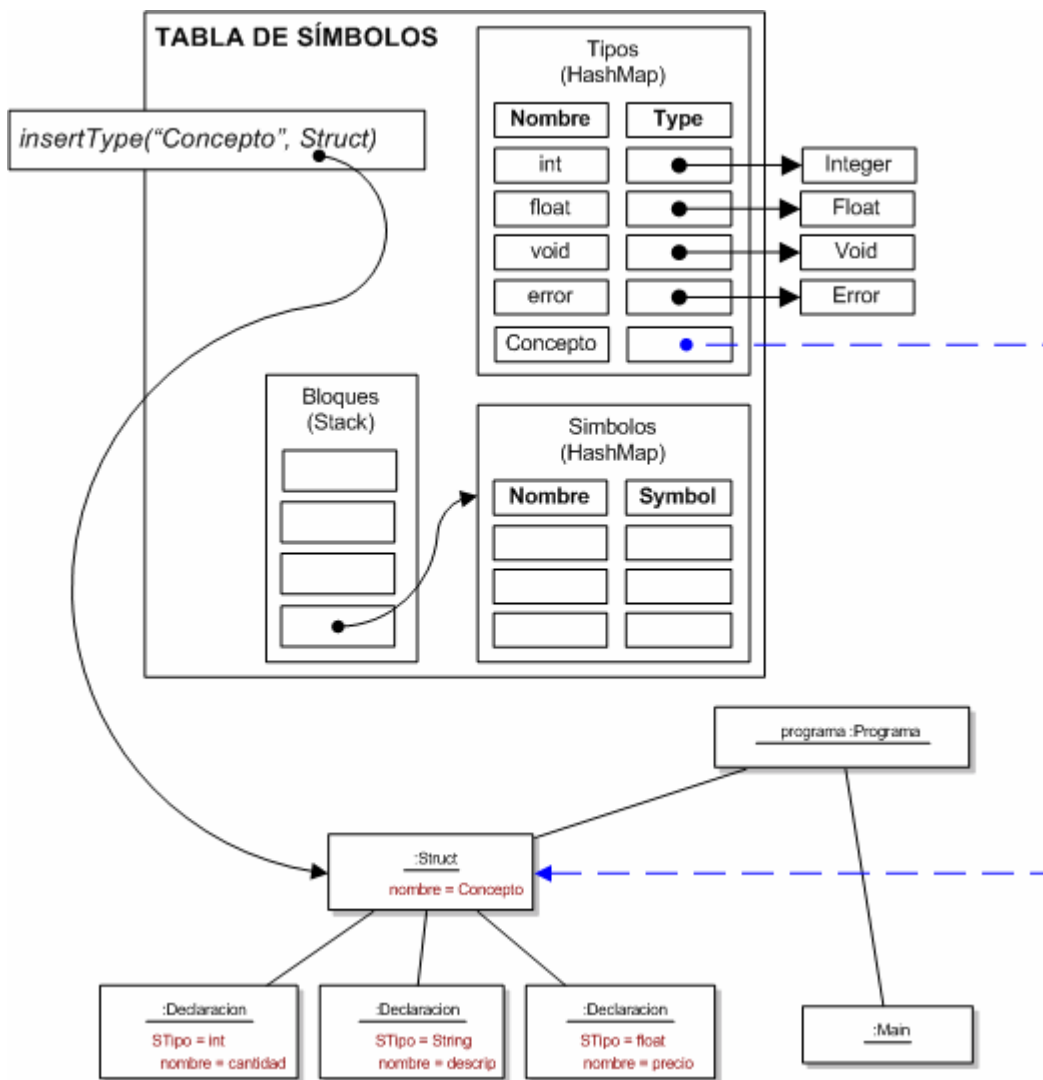 TABLA DE SÍMBOLOS
insertType(“Concepto”, Struct)
Tipos
(HashMap)
Nombre Type
int Integer
float Float
void Void
error Error
Concepto
Bloques
(Stack)
Simbolos
(HashMap)
Nombre Symbol
programa :Programa
:Struct
nombre = Concepto
:Declaracion
STipo = int
nombre = cantidad
:Declaracion
STipo = String
nombre = descrip
:Declaracion
STipo = float
nombre = precio
:Main